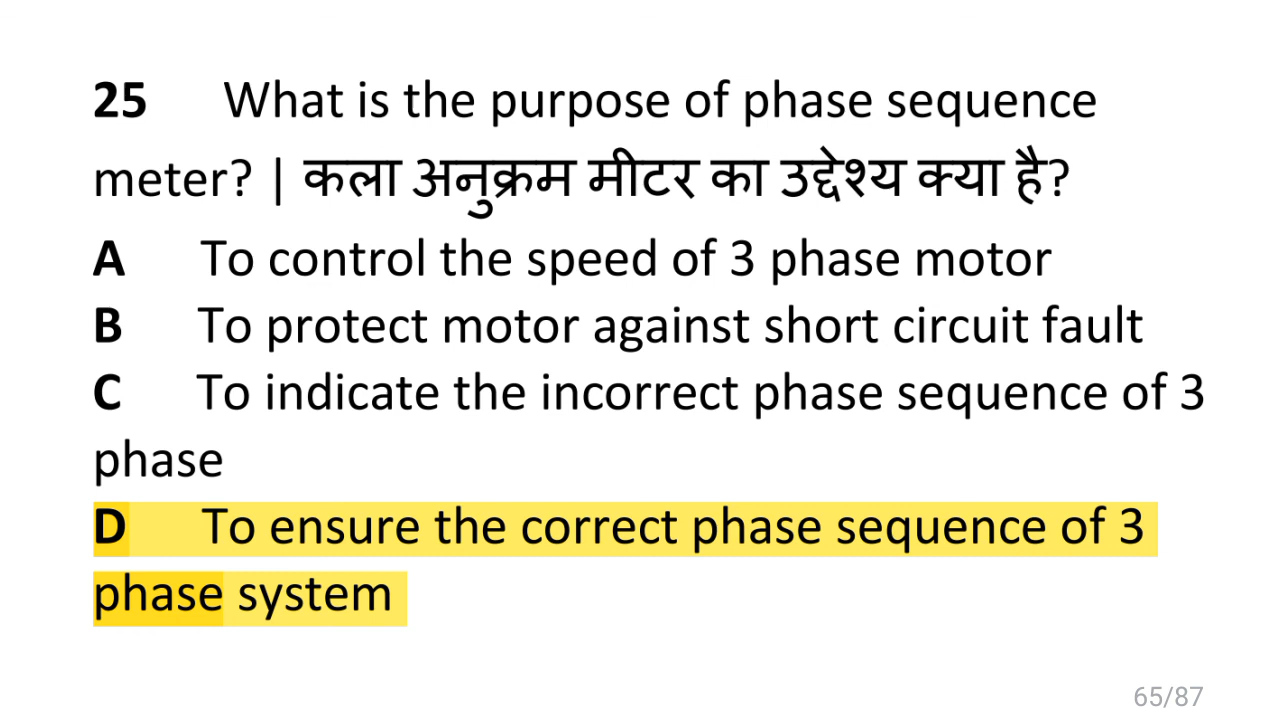 25 What is the purpose of phase sequence
meter? | कला अनुक्रम मीटर का उद्देश्य क्या है?
A To control the speed of 3 phase motor
B To protect motor against short circuit fault
C To indicate the incorrect phase sequence of 3
phase
D To ensure the correct phase sequence of 3
phase system
65/87